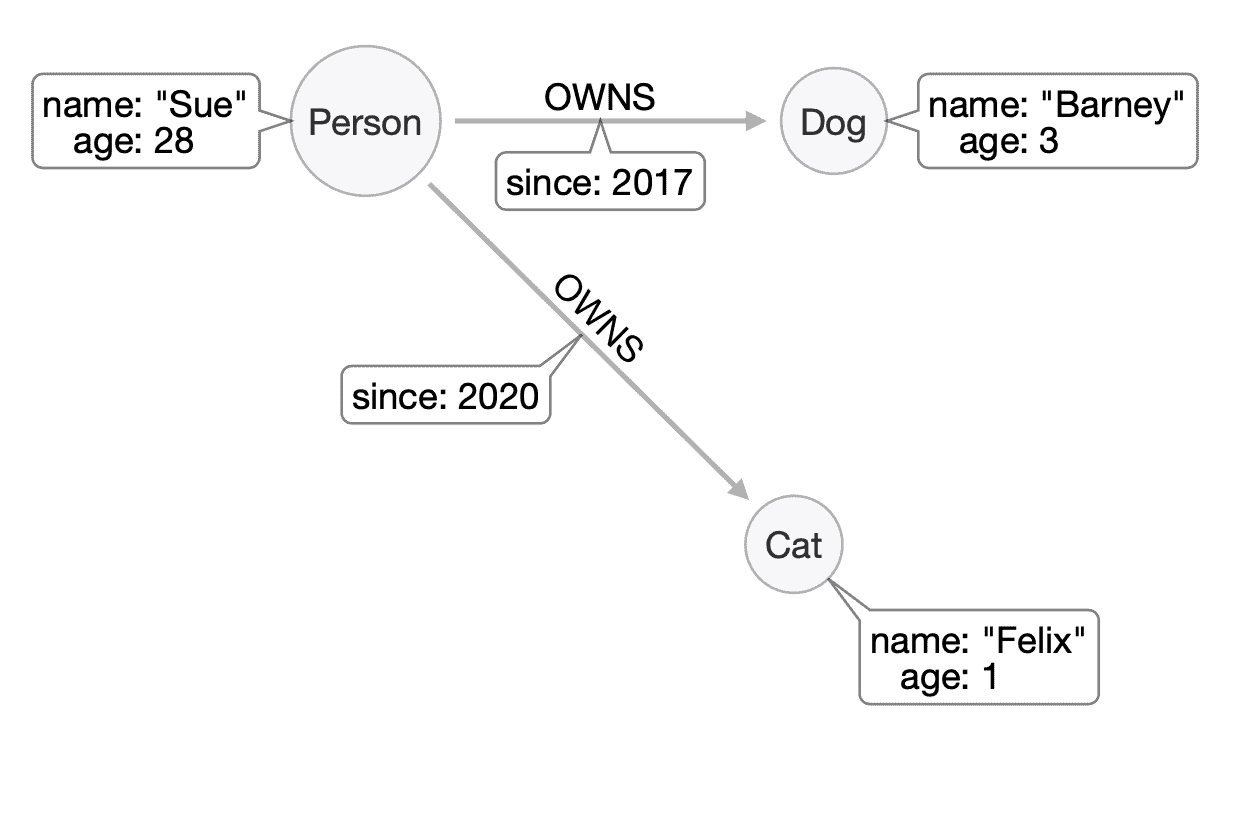 name: "Sue"
age: 28
Person
OWNS
since: 2017
Dog
name: "Barney"
age: 3
OWNS
since: 2020
Cat
name: "Felix"
age: 1